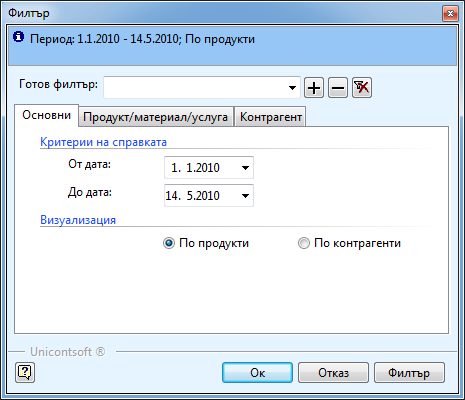 Филтър
Период: 1.1.2010 - 14.5.2010; По продукти
Готов филтър:
Основни Продукт/материал/услуга Контрагент
Критерии на справката
От дата: 1. 1.2010
До дата: 14. 5.2010
Визуализация
По продукти По контрагенти
Unicontsoft ®
? Ок Отказ Филтър